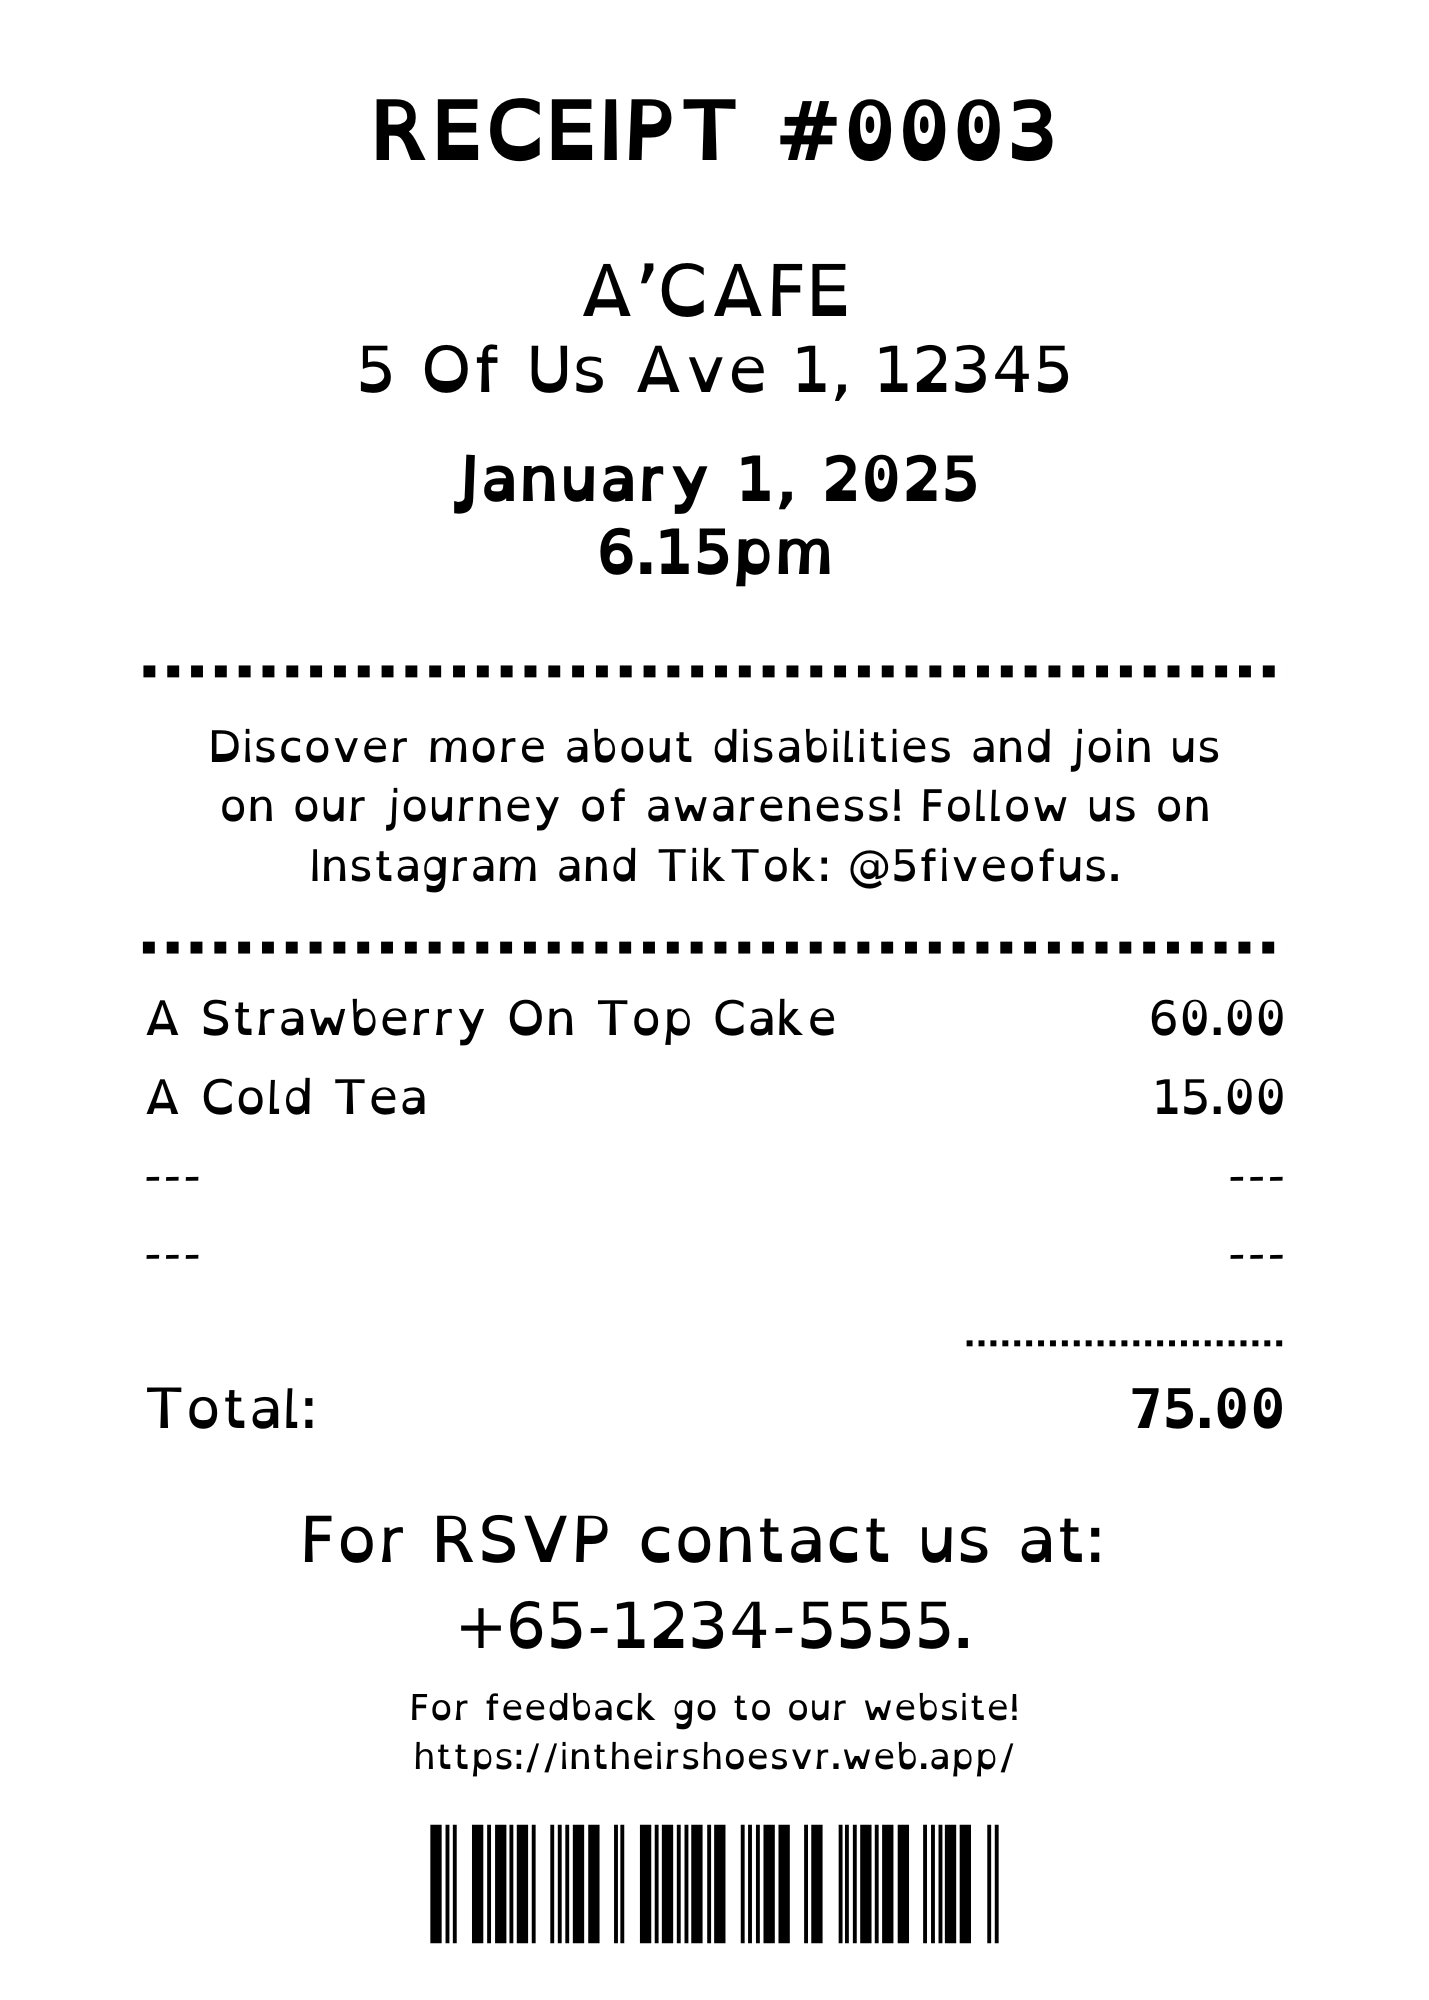 RECEIPT #0003
A’CAFE
5 Of Us Ave 1, 12345
January 1, 2025
6.15pm
Discover more about disabilities and join us
on our journey of awareness! Follow us on
Instagram and TikTok: @5fiveofus.
A Strawberry On Top Cake 60.00
A Cold Tea 15.00
--- ---
--- ---
Total: 75.00
For RSVP contact us at:
+65-1234-5555.
For feedback go to our website!
https://intheirshoesvr.web.app/